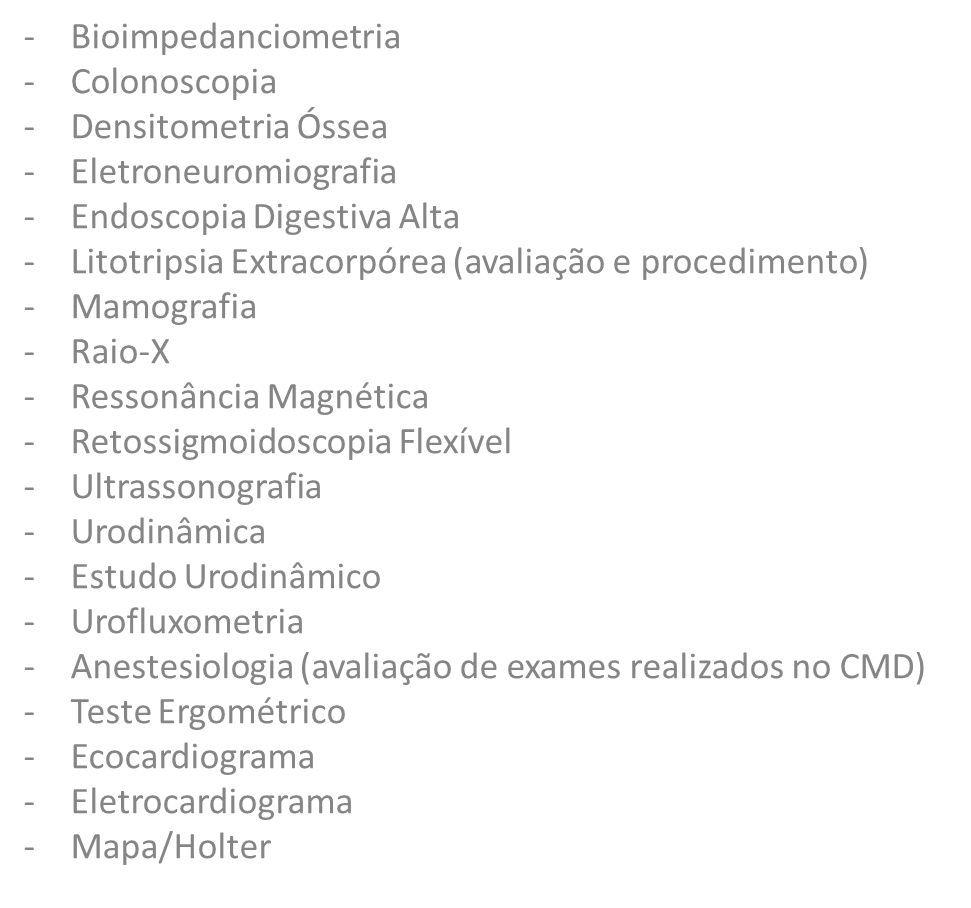 - Bioimpedanciometria
- Colonoscopia
- Densitometria Óssea
- Eletroneuromiografia
- Endoscopia Digestiva Alta
- Litotripsia Extracorpórea (avaliação e procedimento)
- Mamografia
- Raio-X
- Ressonância Magnética
- Retossigmoidoscopia Flexível
- Ultrassonografia
- Urodinâmica
- Estudo Urodinâmico
- Urofluxometria
- Anestesiologia (avaliação de exames realizados no CMD)
- Teste Ergométrico
- Ecocardiograma
- Eletrocardiograma
- Mapa/Holter